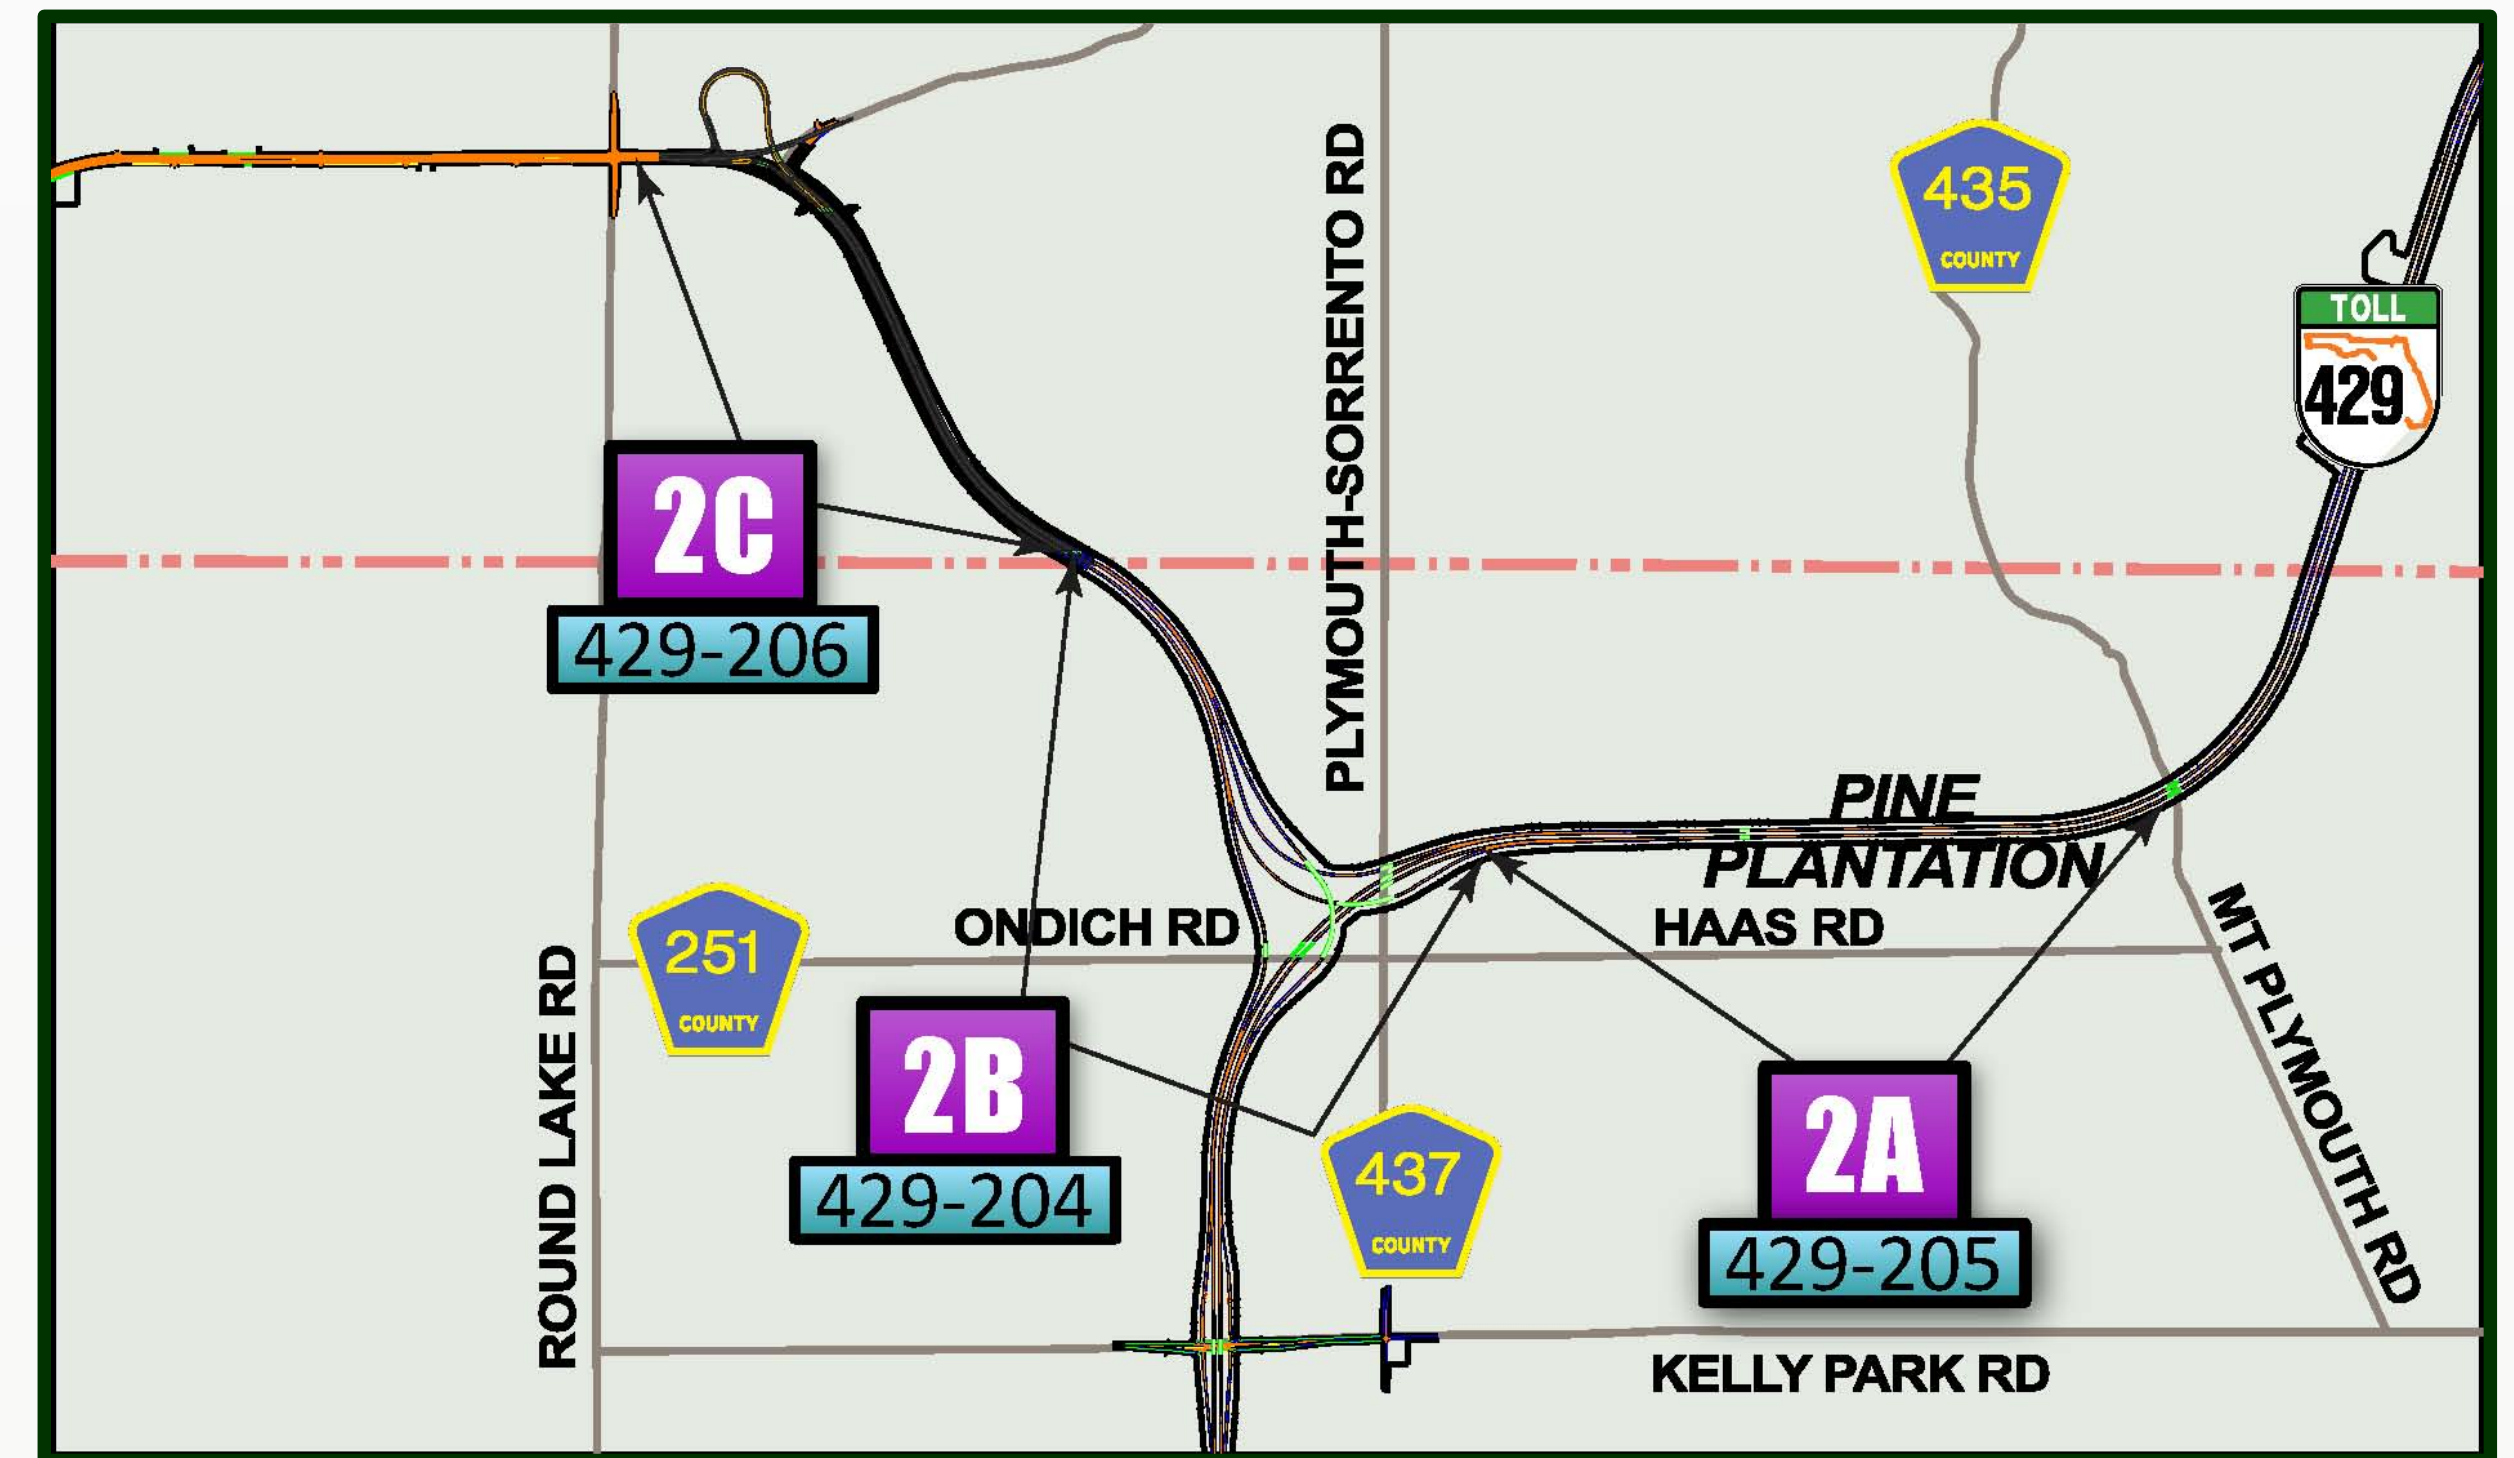 PLYMOUTH-SORRENTO RD
435
COUNTY
TOLL
429
2C
429-206
PINE
PLANTATION
ONDICH RD
HAAS RD
251
COUNTY
MT PLYMOUTH RD
ROUND LAKE RD
2B
429-204
437
COUNTY
2A
429-205
KELLY PARK RD